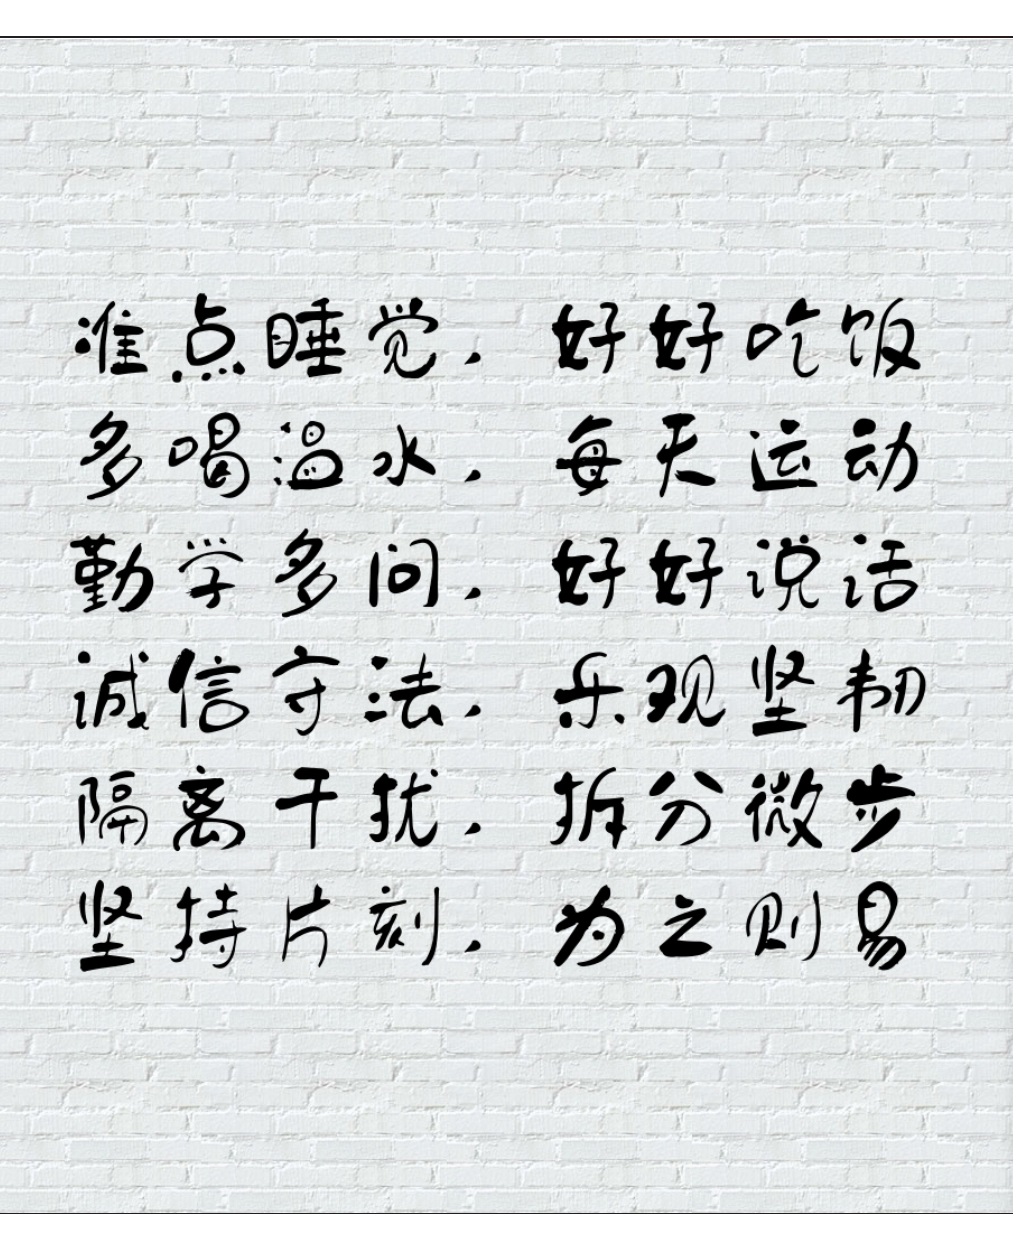 准点睡觉，好好吃饭
多喝温水，每天运动
勤学多问，好好说话
诚信守法，乐观坚韧
隔离干扰，拆分微步
坚持片刻，为之则易